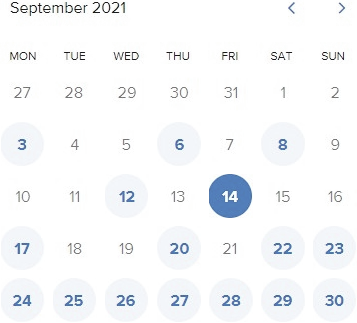 September 2021
MON TUE WED THU FRI SAT SUN
27 28 29 30 31 1 2
3 4 5 6 7 8 9
10 11 12 13 14 15 16
17 18 19 20 21 22 23
24 25 26 27 28 29 30